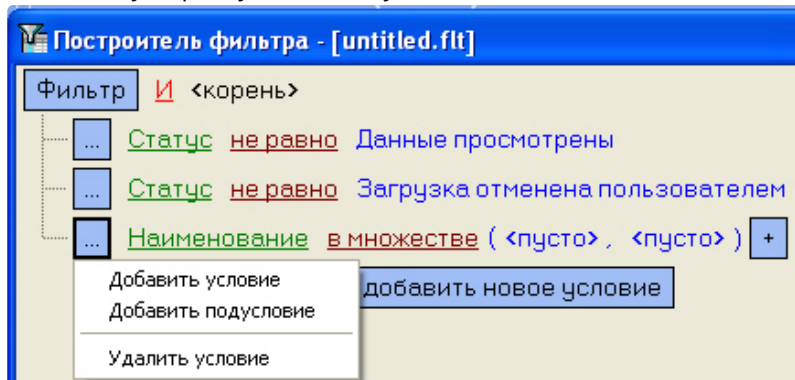 Построитель фильтра - [untitled.flt]
Фильтр И <корень>
... Статус не равно Данные просмотрены
... Статус не равно Загрузка отменена пользователем
... Наименование в множестве ( <пусто> , <пусто> ) +
Добавить условие
добавить новое условие
Добавить подусловие
Удалить условие